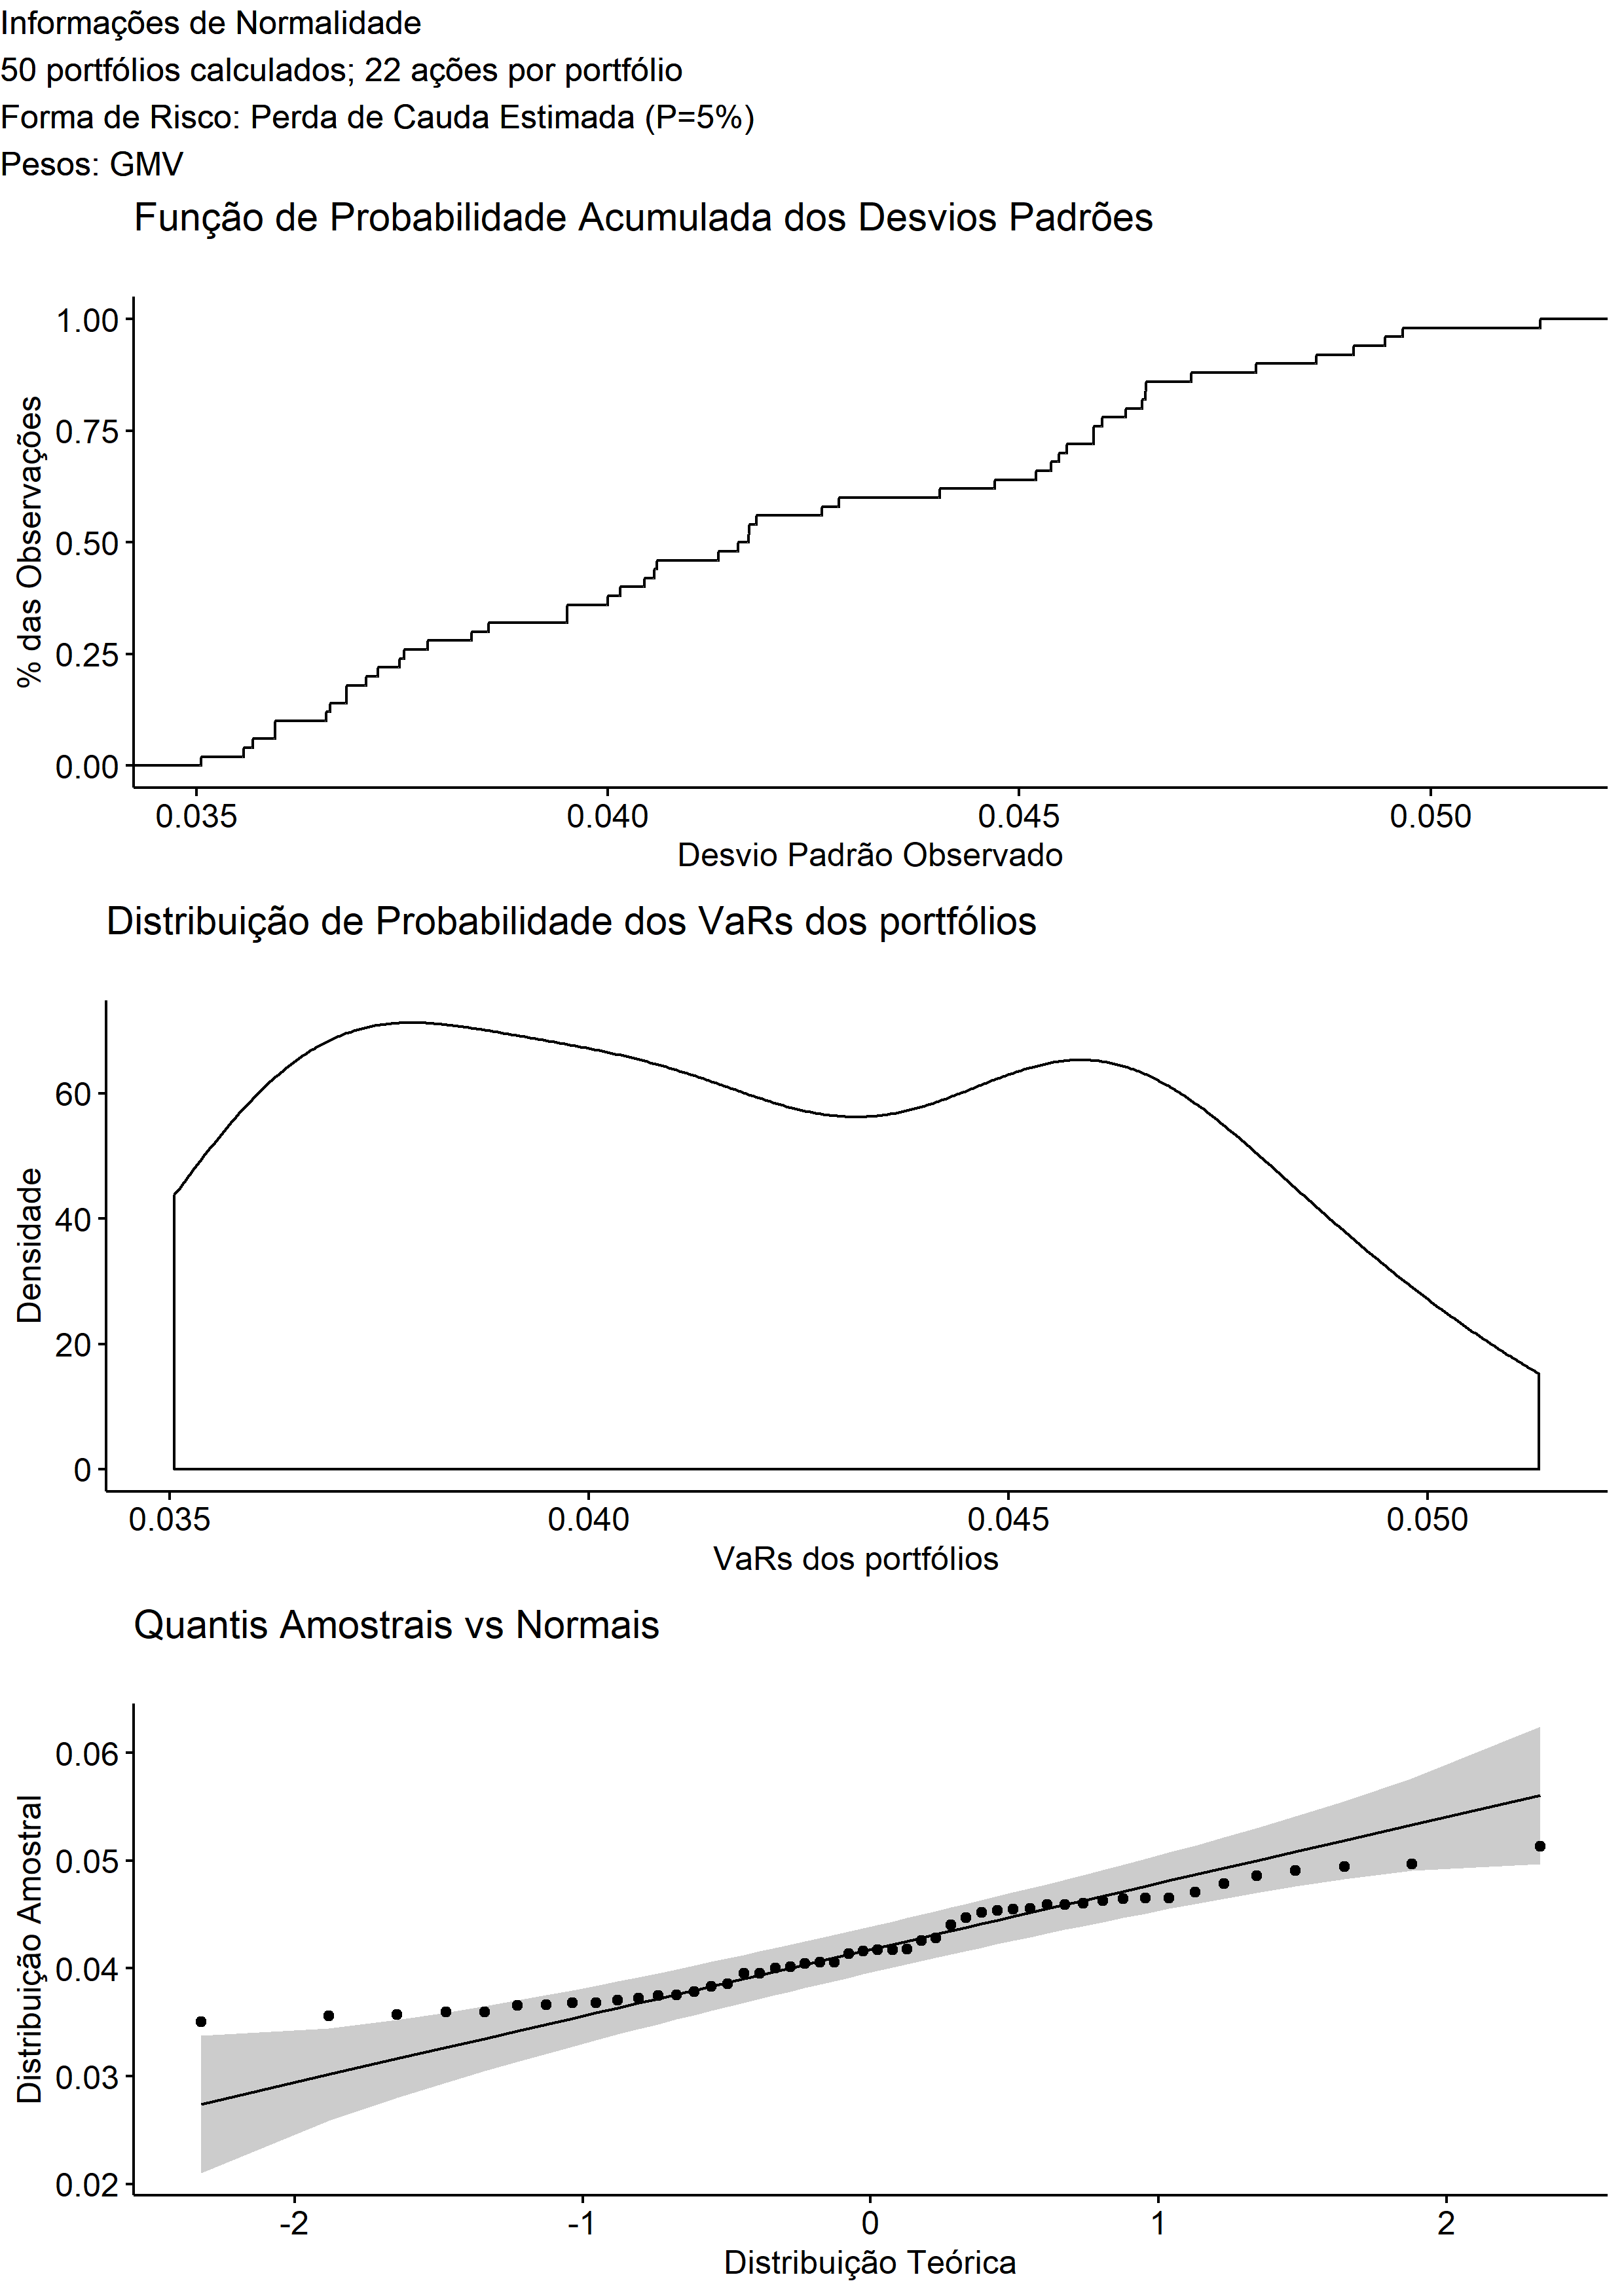 Informações de Normalidade
50 portfólios calculados; 22 ações por portfólio
Forma de Risco: Perda de Cauda Estimada (P=5%)
Pesos: GMV
Função de Probabilidade Acumulada dos Desvios Padrões
% das Observações
1.00
0.75
0.50
0.25
0.00
0.035 0.040 0.045 0.050
Desvio Padrão Observado
Distribuição de Probabilidade dos VaRs dos portfólios
Densidade
60
40
20
0
0.035 0.040 0.045 0.050
VaRs dos portfólios
Quantis Amostrais vs Normais
Distribuição Amostral
0.06
0.05
0.04
0.03
0.02
-2 -1 0 1 2
Distribuição Teórica